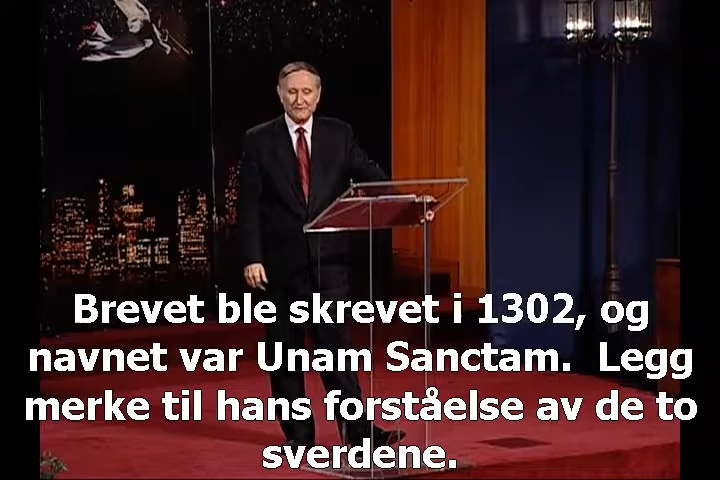 Brevet ble skrevet i 1302, og
navnet var Unam Sanctam.  Legg
merke til hans forståelse av de to
sverdene.